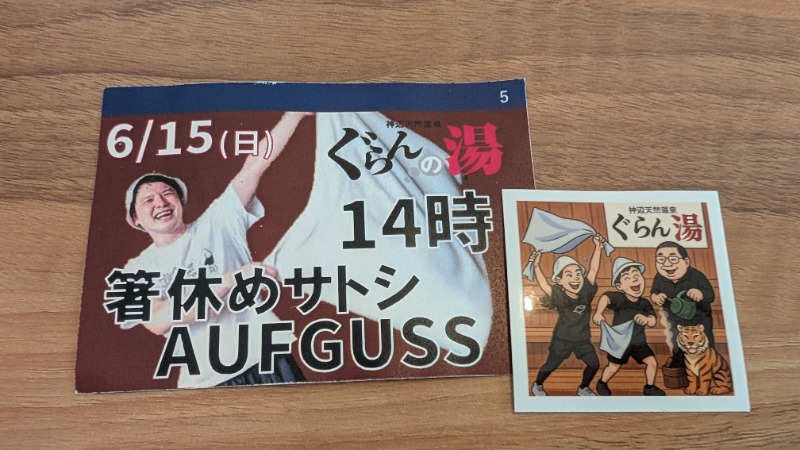 5
6/15(日)
神辺天然温泉
ぐらんの湯
14時
箸休めサトシ
AUFGUSS
神辺天然温泉
ぐらん湯